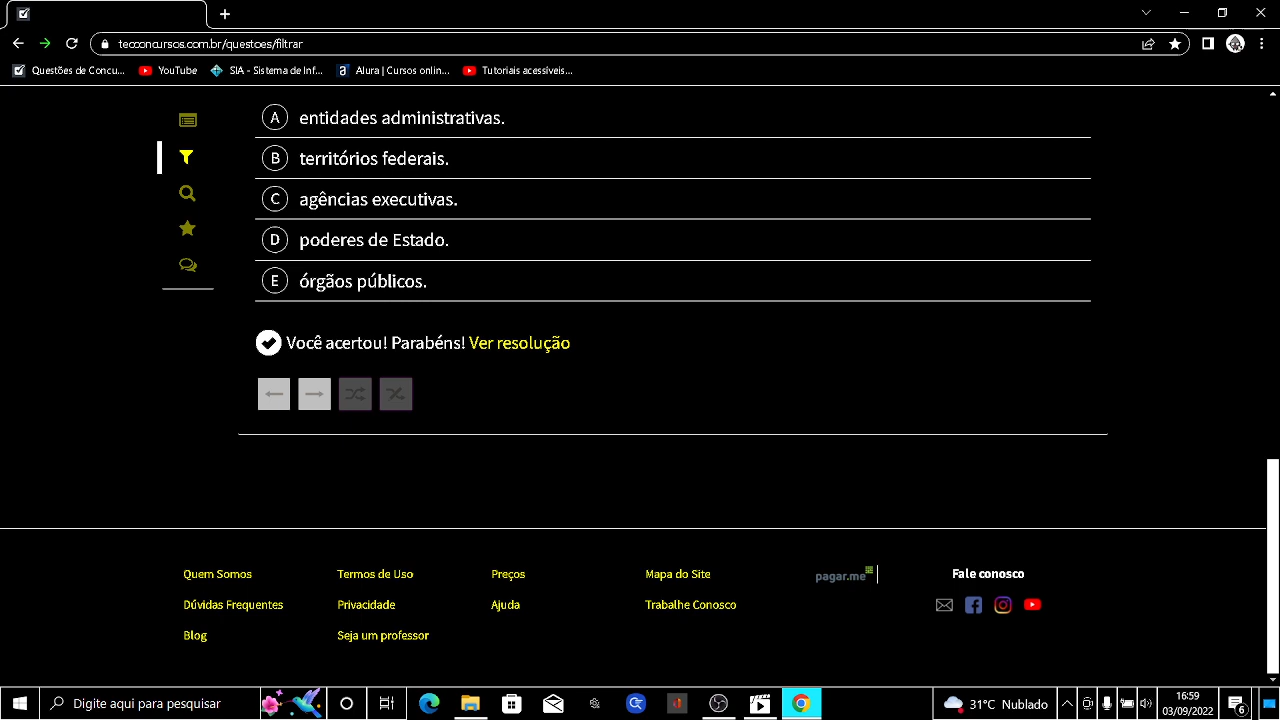 tecconcursos.com.br/questoes/filtrar
Questões de Concu... YouTube SIA - Sistema de Inf... Alura | Cursos onlin... Tutoriais acessíveis...
A entidades administrativas.
B territórios federais.
C agências executivas.
D poderes de Estado.
E órgãos públicos.
Você acertou! Parabéns! Ver resolução
Quem Somos Termos de Uso Preços Mapa do Site pagar.me Fale conosco
Dúvidas Frequentes Privacidade Ajuda Trabalhe Conosco
Blog Seja um professor
Digite aqui para pesquisar 31°C Nublado 16:59
03/09/2022 6